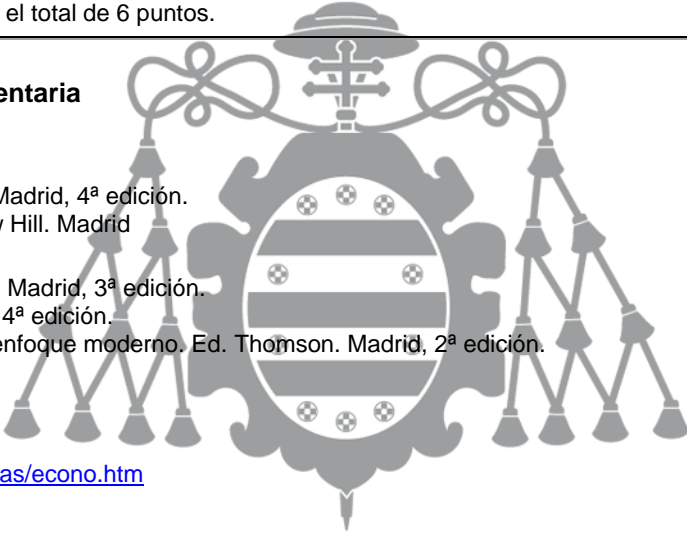 el total de 6 puntos.
entaria
Madrid, 4ª edición.
Hill. Madrid
Madrid, 3ª edición.
4ª edición.
enfoque moderno. Ed. Thomson. Madrid, 2ª edición.
as/econo.htm